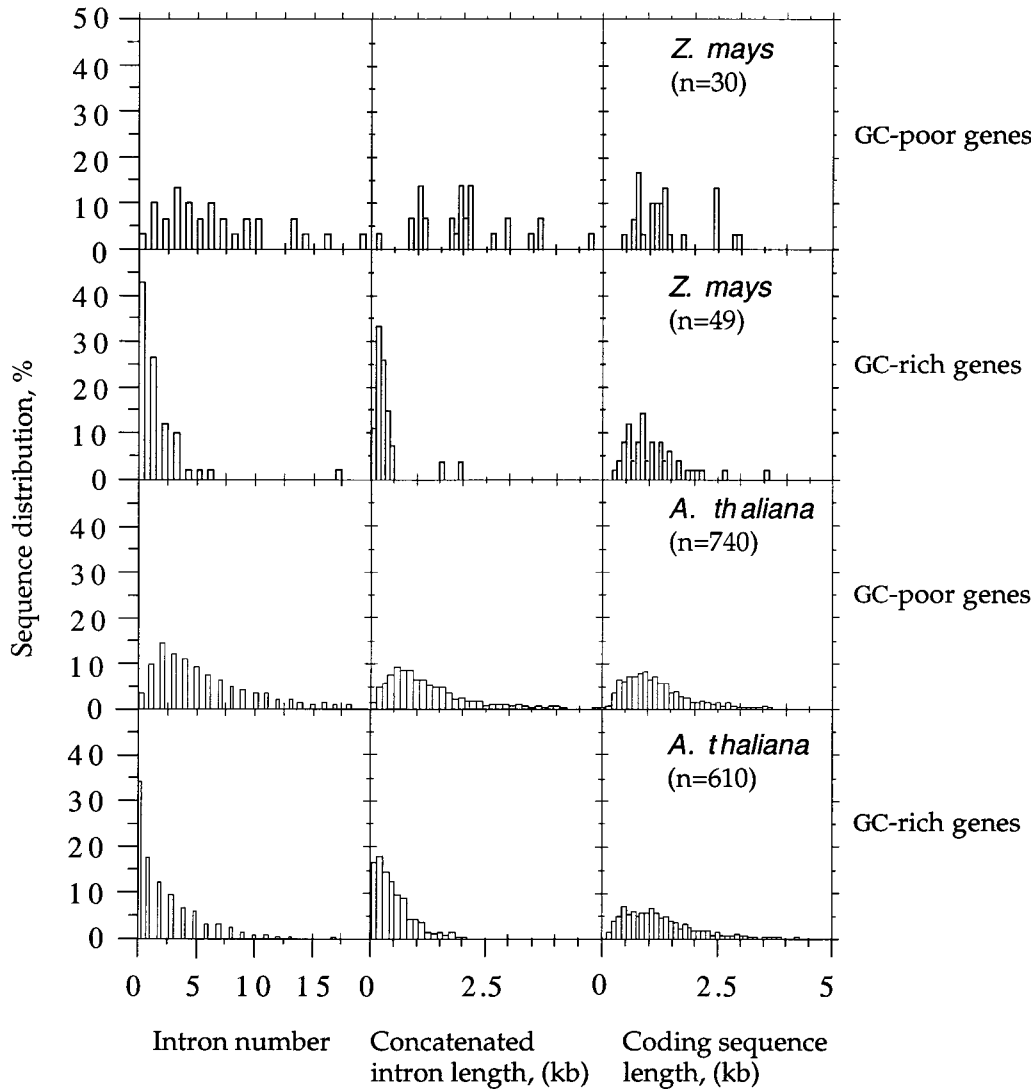 50
40
30
20
10
0
Z. mays
(n=30)
GC-poor genes
40
30
20
10
0
Z. mays
(n=49)
GC-rich genes
40
30
20
10
0
A. thaliana
(n=740)
GC-poor genes
40
30
20
10
0
A. thaliana
(n=610)
GC-rich genes
Sequence distribution, %
0 5 10 15 0 2.5 0 2.5 5
Intron number
Concatenated
intron length, (kb)
Coding sequence
length, (kb)